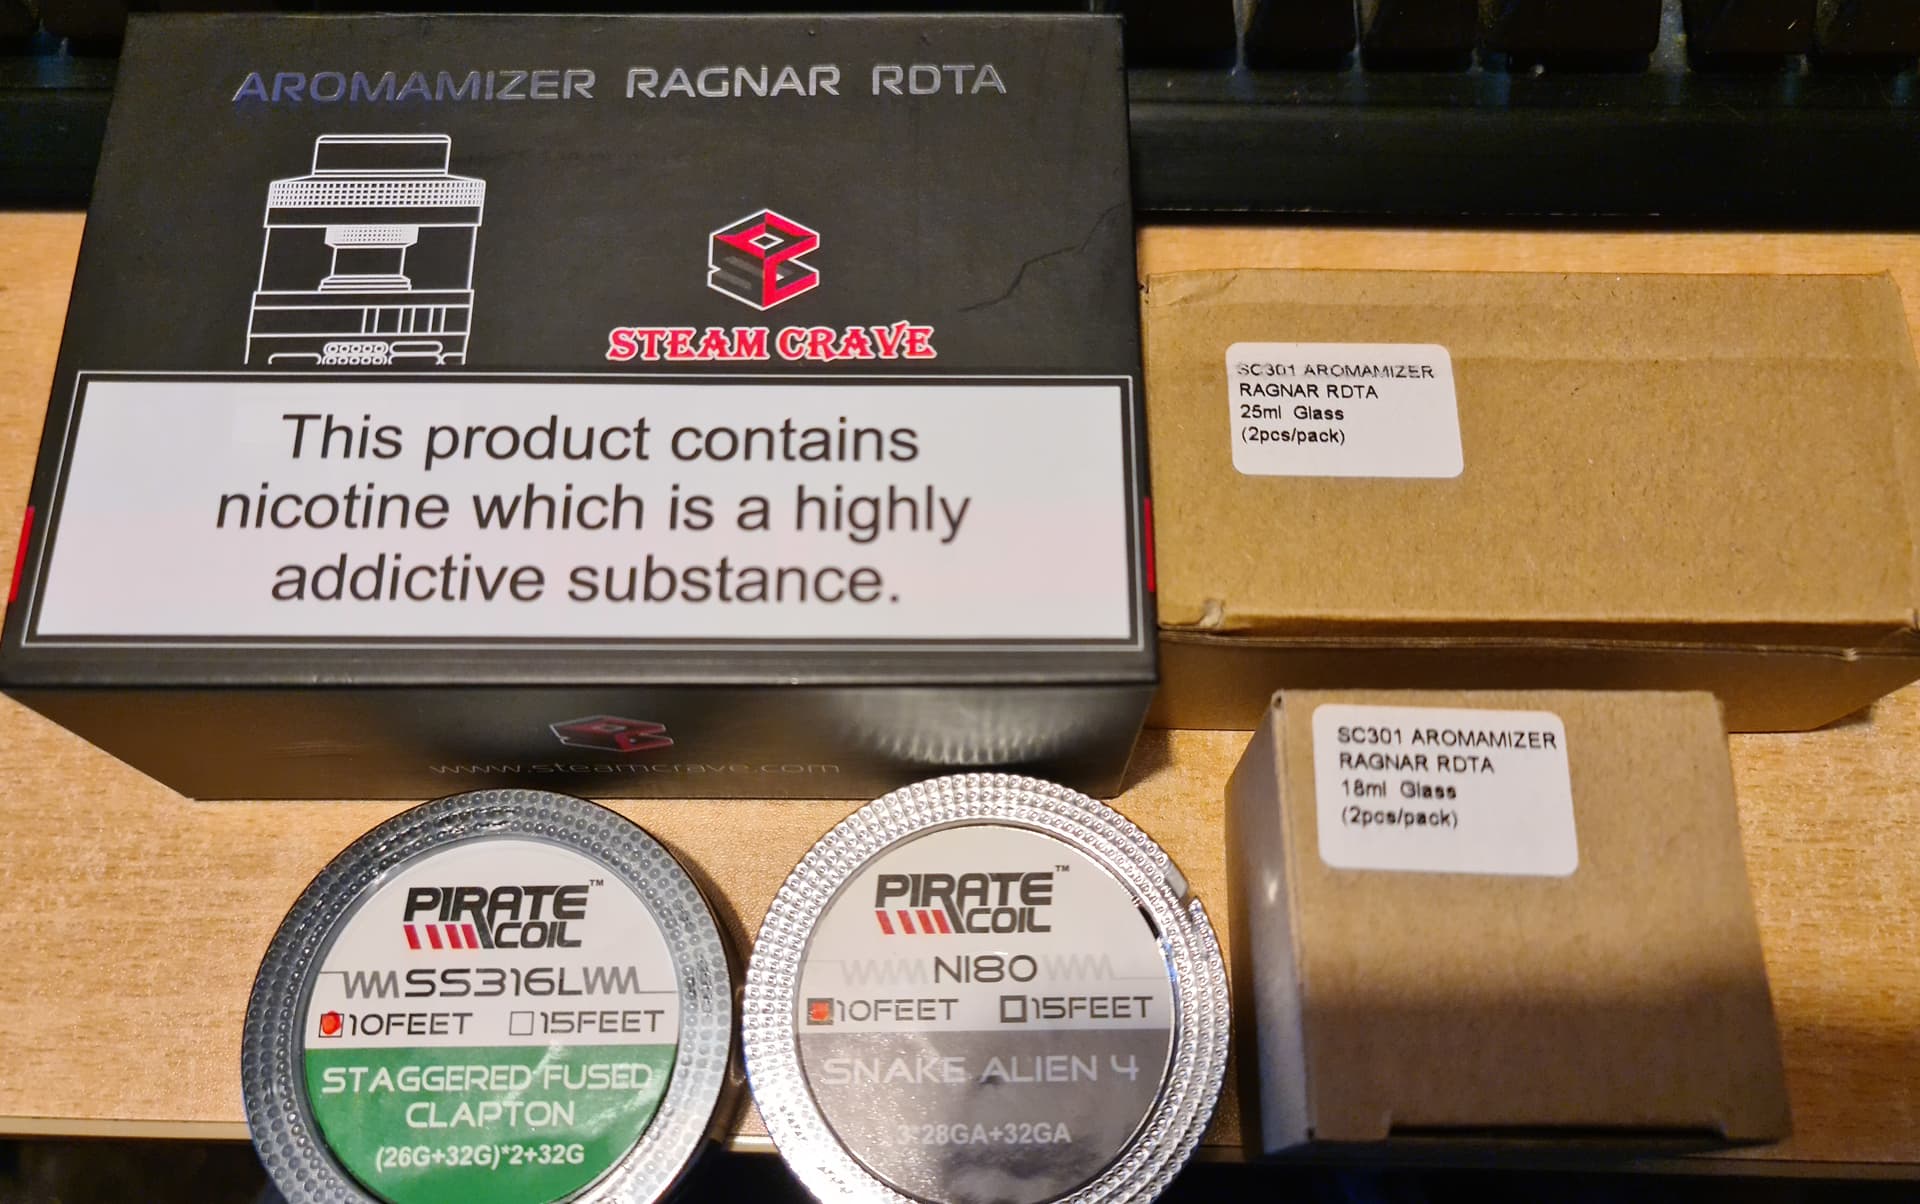 AROMAMIZER RAGNAR RDTA
STEAM CRAVE
This product contains
nicotine which is a highly
addictive substance.
www.steamcrave.com
SC301 AROMAMIZER
RAGNAR RDTA
25ml Glass
(2pcs/pack)
SC301 AROMAMIZER
RAGNAR RDTA
18ml Glass
(2pcs/pack)
PIRATE™
COIL
SS316L
10FEET 15FEET
STAGGERED FUSED
CLAPTON
(26G+32G)*2+32G
PIRATE™
COIL
NI80
10FEET 15FEET
SNAKE ALIEN 4
3*28GA+32GA